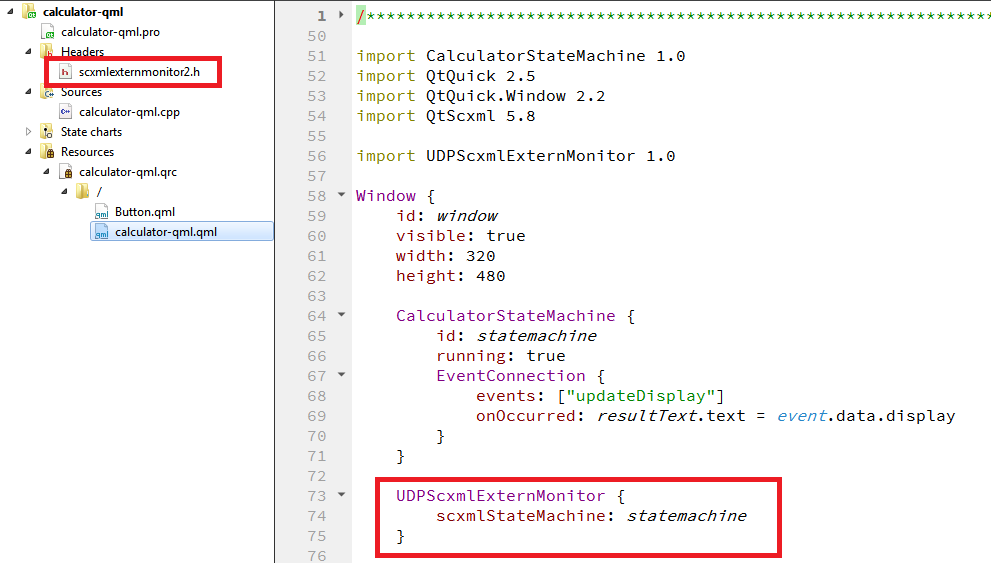 calculator-qml
calculator-qml.pro
Headers
scxmlexternmonitor2.h
Sources
calculator-qml.cpp
State charts
Resources
calculator-qml.qrc
/
Button.qml
calculator-qml.qml
1 /***************************************************************
50
51 import CalculatorStateMachine 1.0
52 import QtQuick 2.5
53 import QtQuick.Window 2.2
54 import QtScxml 5.8
55
56 import UDPScxmlExternMonitor 1.0
57
58 Window {
59     id: window
60     visible: true
61     width: 320
62     height: 480
63
64     CalculatorStateMachine {
65         id: statemachine
66         running: true
67         EventConnection {
68             events: ["updateDisplay"]
69             onOccurred: resultText.text = event.data.display
70         }
71     }
72
73     UDPScxmlExternMonitor {
74         scxmlStateMachine: statemachine
75     }
76